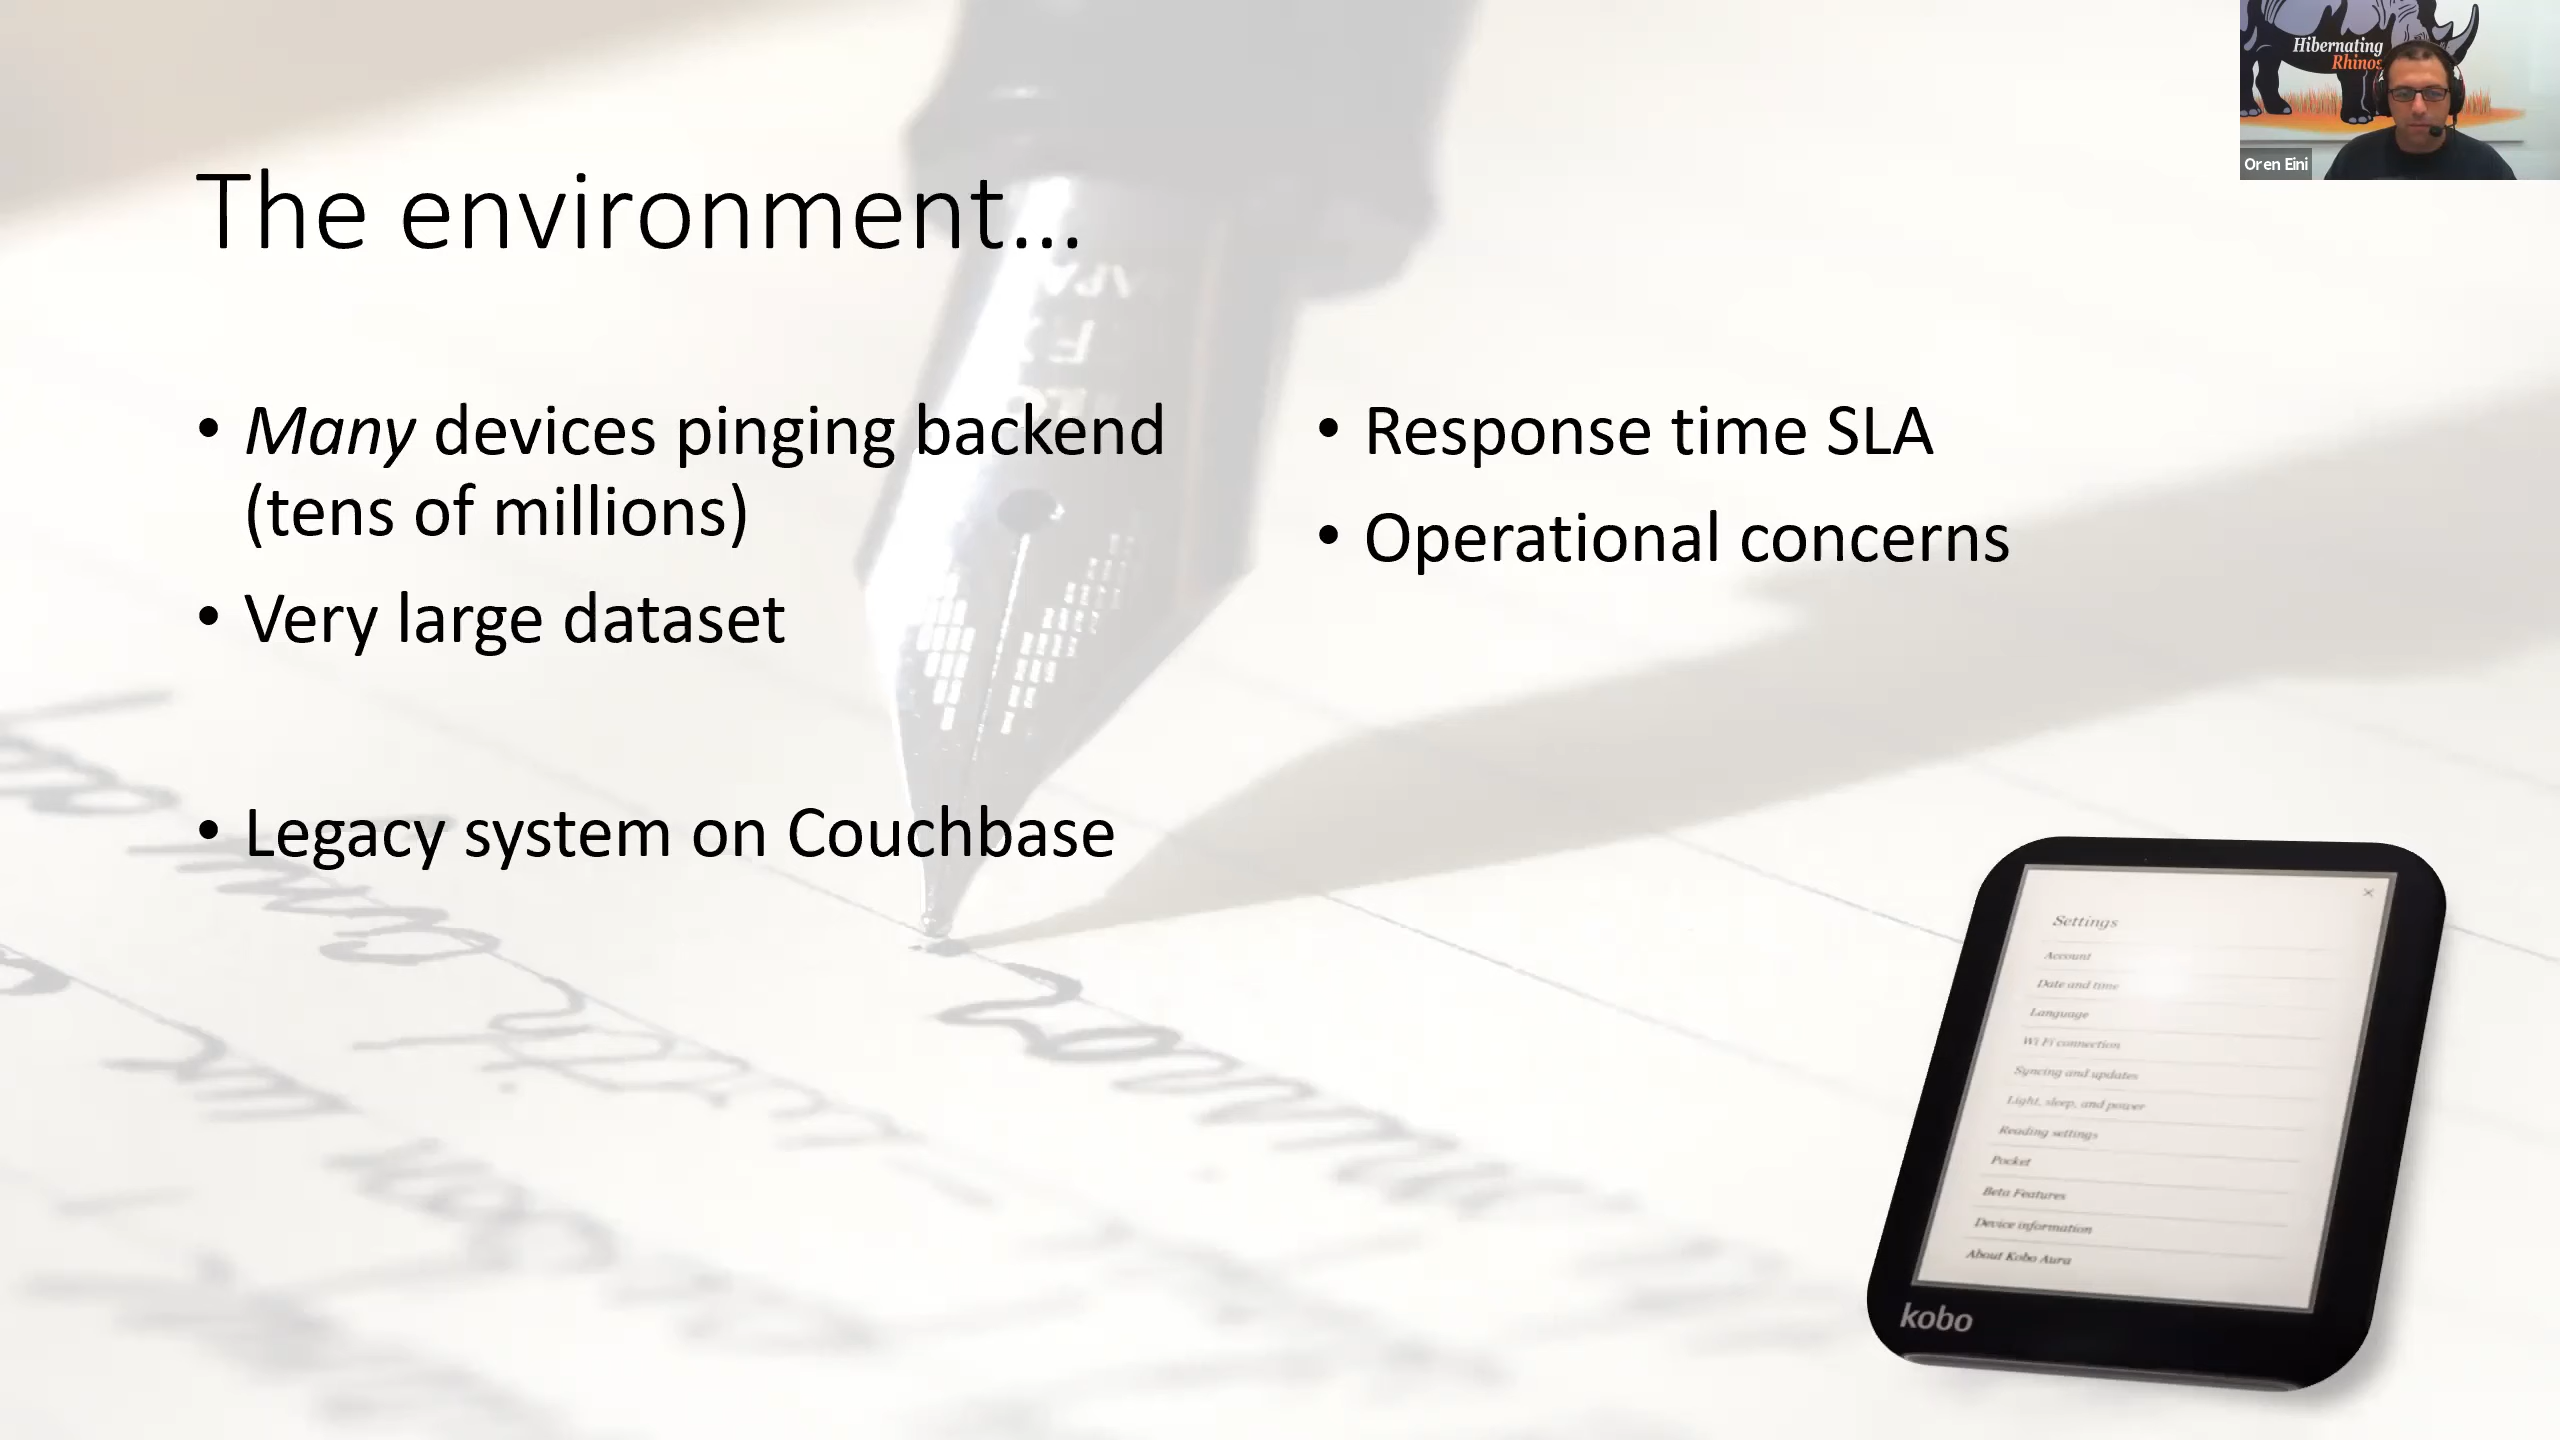 Hibernating
Rhinos
Oren Eini
The environment...
• Many devices pinging backend
(tens of millions)
• Very large dataset
• Legacy system on Couchbase
• Response time SLA
• Operational concerns
Settings
Account
Date and time
Language
Wi Fi connection
Syncing and updates
Light, sleep, and power
Reading settings
Pocket
Beta Features
Device information
About Kobo Aura
kobo